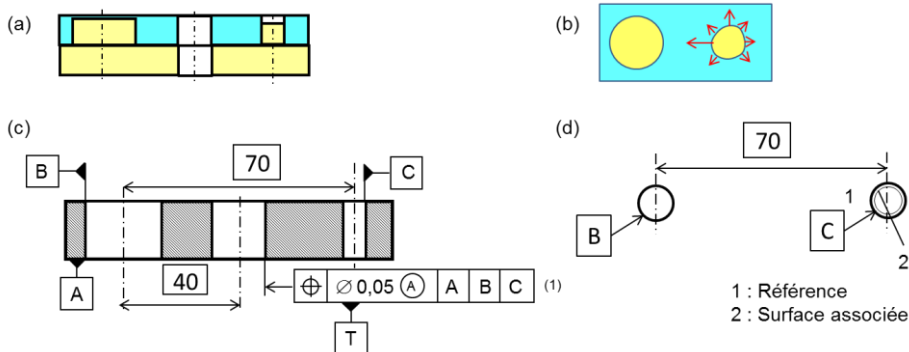 (a)
(b)
(c)
B
70
C
A
40
⌖ ∅ 0,05 Ⓐ A B C (1)
T
(d)
70
B
1
C
2
1 : Référence
2 : Surface associée